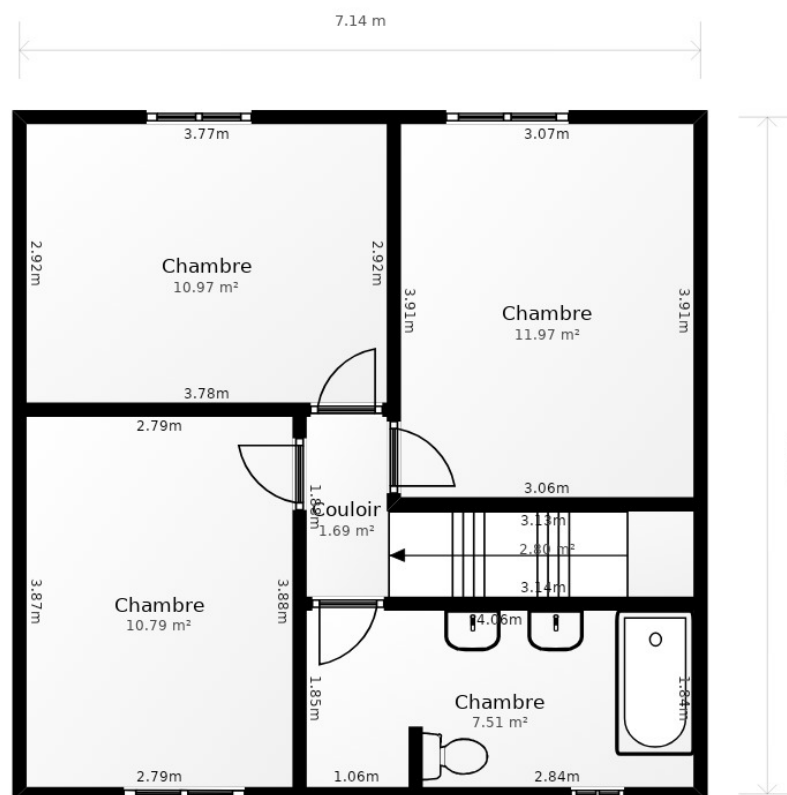 7.14 m
3.77m
3.07m
2.92m
2.92m
Chambre
10.97 m²
3.91m
3.91m
Chambre
11.97 m²
3.78m
2.79m
3.06m
Couloir
1.69 m²
3.13m
2.80 m²
3.14m
3.87m
3.88m
Chambre
10.79 m²
4.06m
1.85m
1.84m
Chambre
7.51 m²
2.79m
1.06m
2.84m